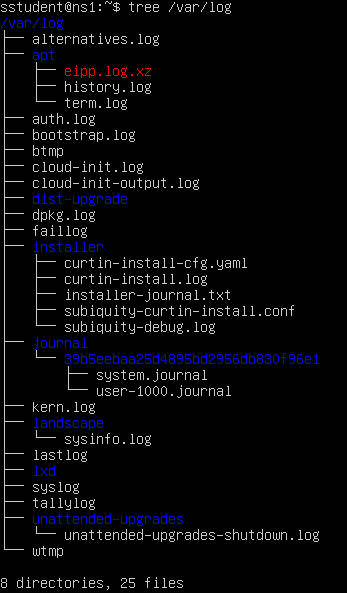 sstudent@ns1:~$ tree /var/log
/var/log
├── alternatives.log
├── apt
│   ├── eipp.log.xz
│   ├── history.log
│   └── term.log
├── auth.log
├── bootstrap.log
├── btmp
├── cloud-init.log
├── cloud-init-output.log
├── dist-upgrade
├── dpkg.log
├── faillog
├── installer
│   ├── curtin-install-cfg.yaml
│   ├── curtin-install.log
│   ├── installer-journal.txt
│   ├── subiquity-curtin-install.conf
│   └── subiquity-debug.log
├── journal
│   └── 39b5eebaa25d4895bd2956db830f96e1
│       ├── system.journal
│       └── user-1000.journal
├── kern.log
├── landscape
│   └── sysinfo.log
├── lastlog
├── lxd
├── syslog
├── tallylog
├── unattended-upgrades
│   └── unattended-upgrades-shutdown.log
└── wtmp
8 directories, 25 files